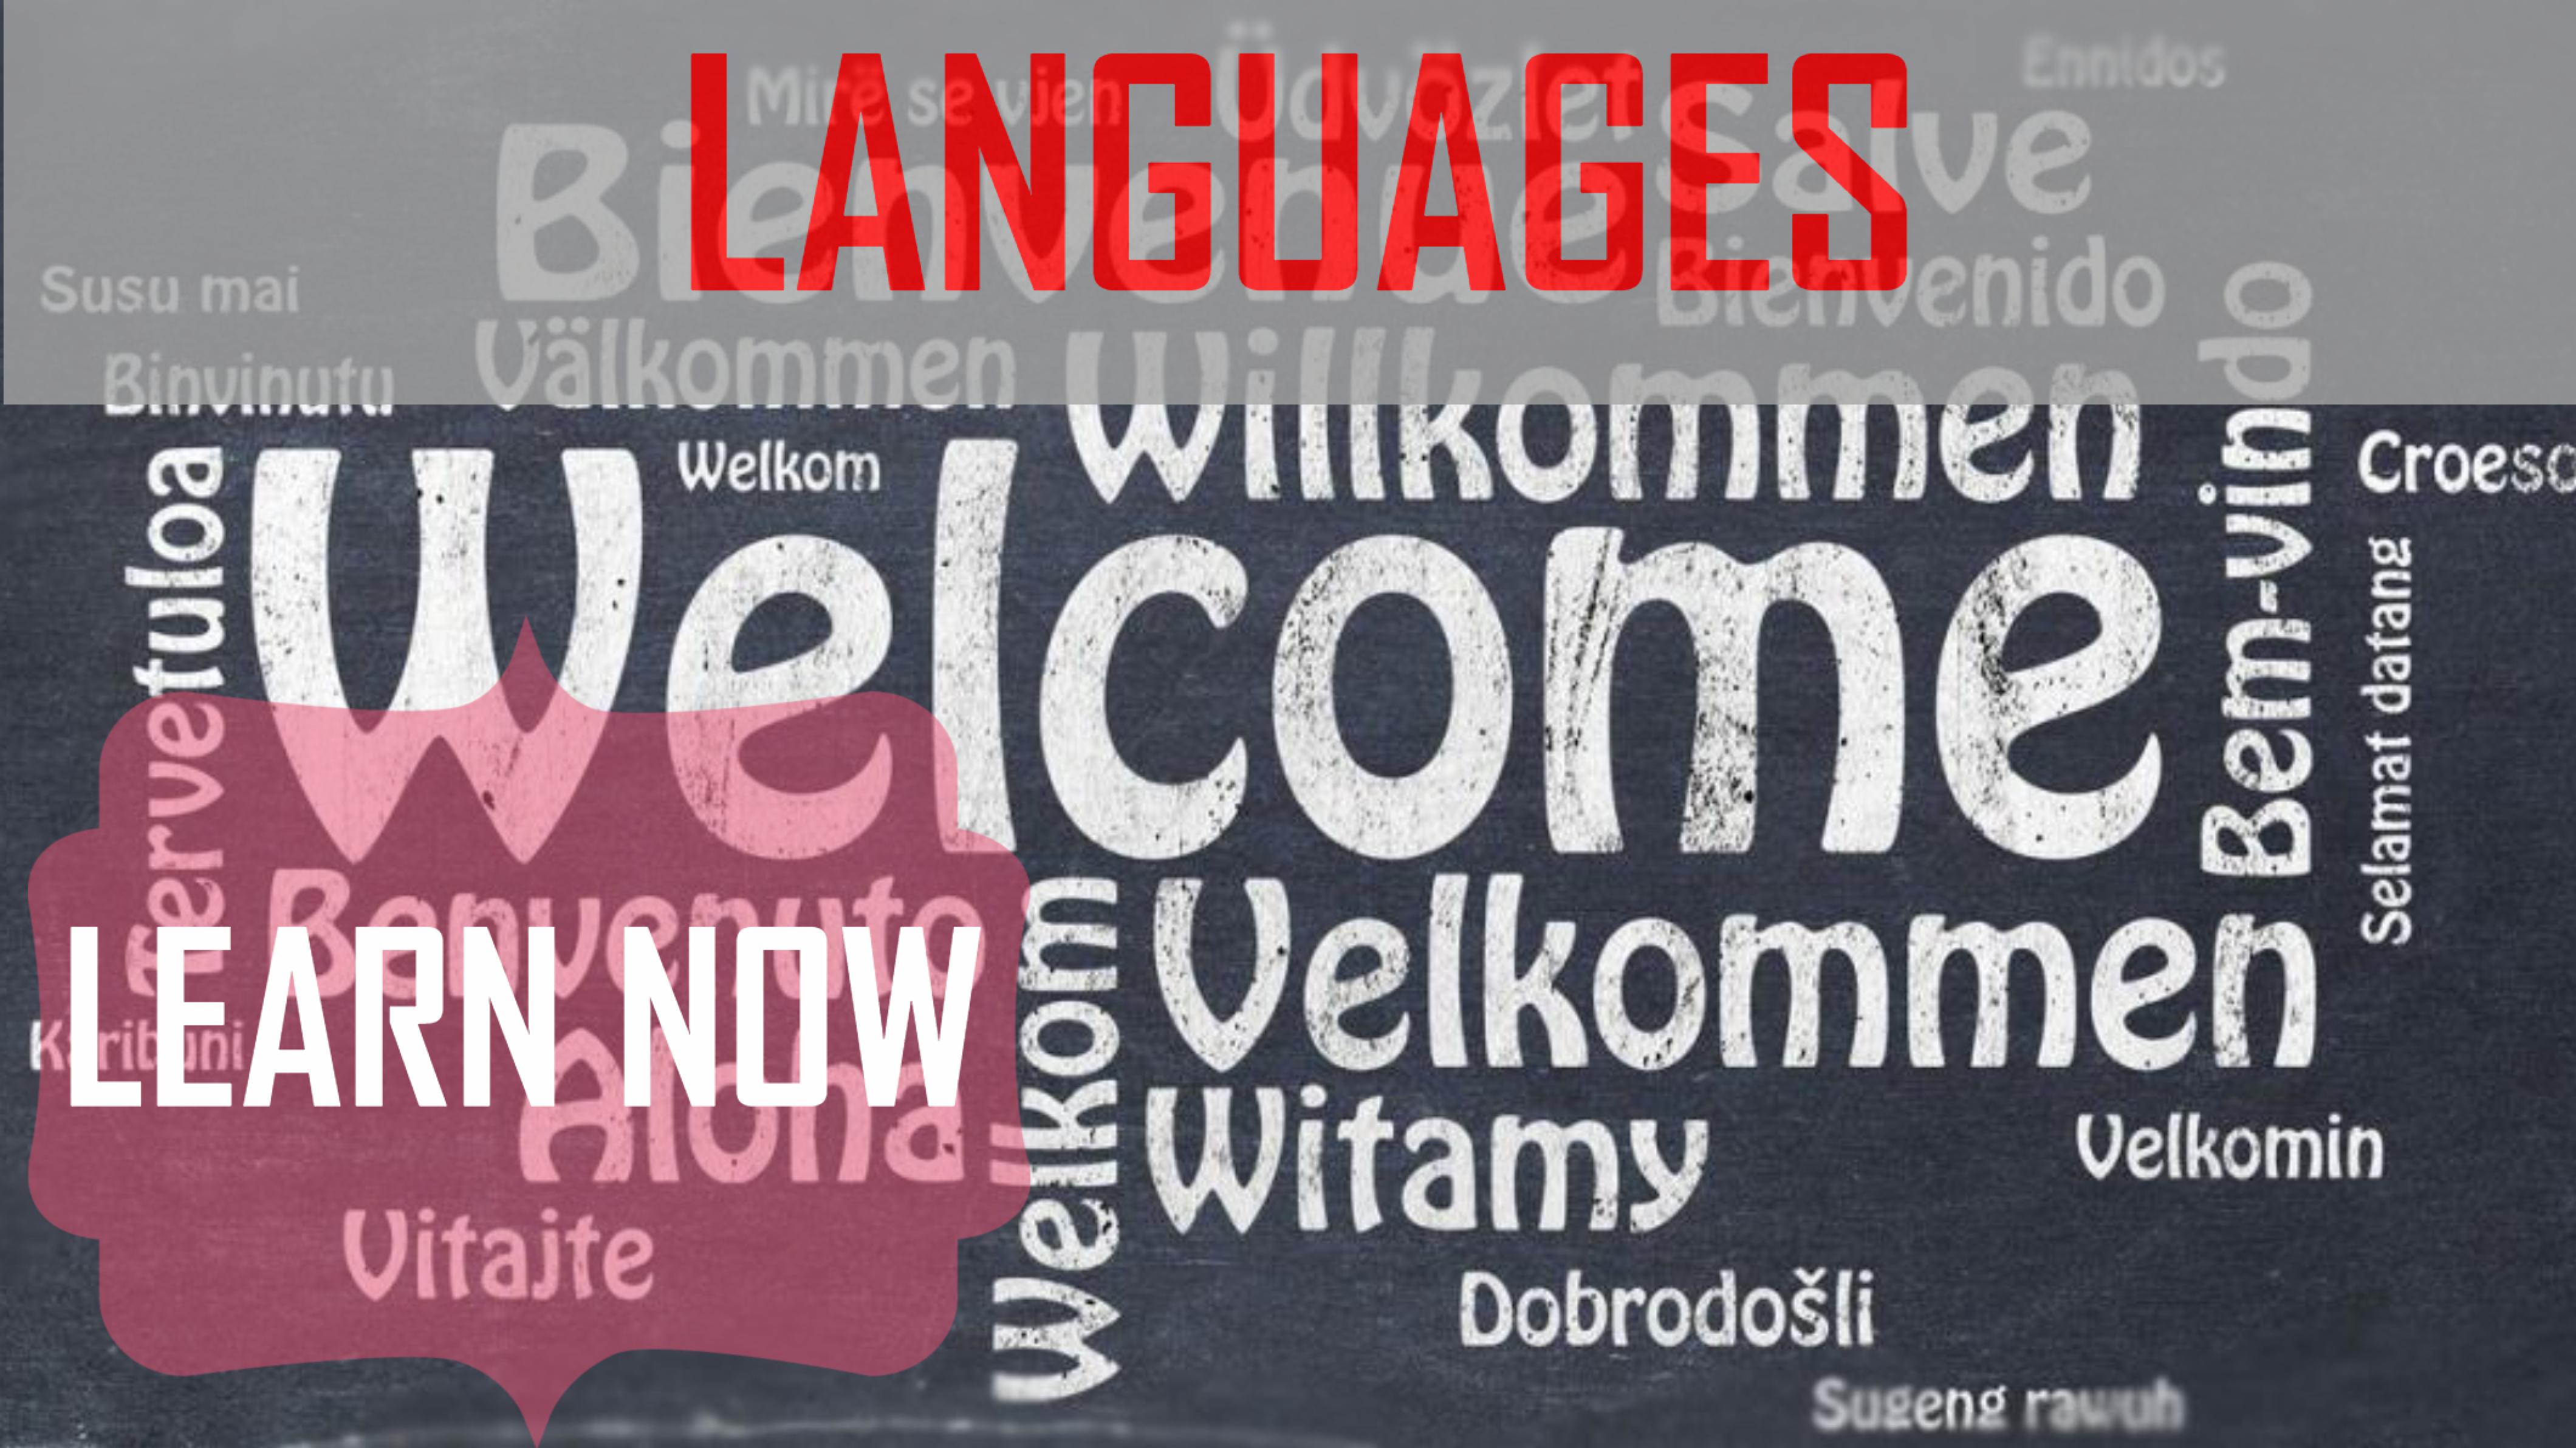 LANGUAGES
Mirë se vjen
Üdvözlet
Ennidos
Bienvenue
Salve
Susu mai
Bienvenido
Binvinutu
Välkommen
Willkommen
Bem-vindo
Tervetuloa
Welkom
Croeso
Welcome
Selamat datang
Benvenuto
Velkommen
LEARN NOW
Karibuni
Aloha
Welkom
Witamy
Velkomin
Vitajte
Dobrodošli
Sugeng rawuh